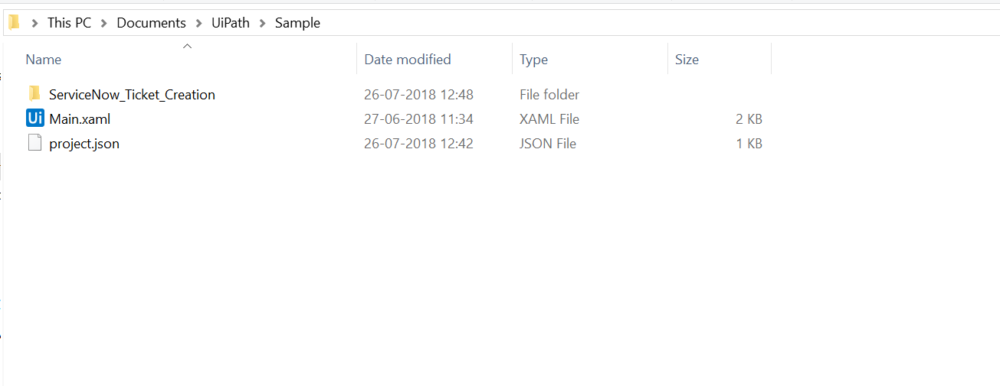 This PC > Documents > UiPath > Sample
Name Date modified Type Size
ServiceNow_Ticket_Creation 26-07-2018 12:48 File folder
Ui Main.xaml 27-06-2018 11:34 XAML File 2 KB
project.json 26-07-2018 12:42 JSON File 1 KB